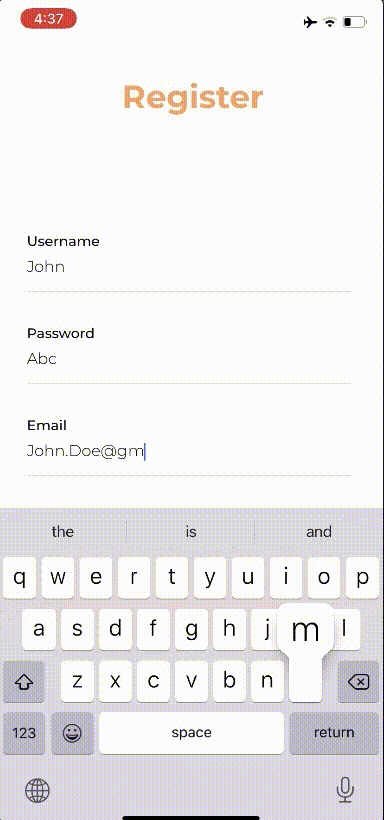 4:37
Register
Username
John
Password
Abc
Email
John.Doe@gm
the is and
q w e r t y u i o p
a s d f g h j m l
z x c v b n
123 space return